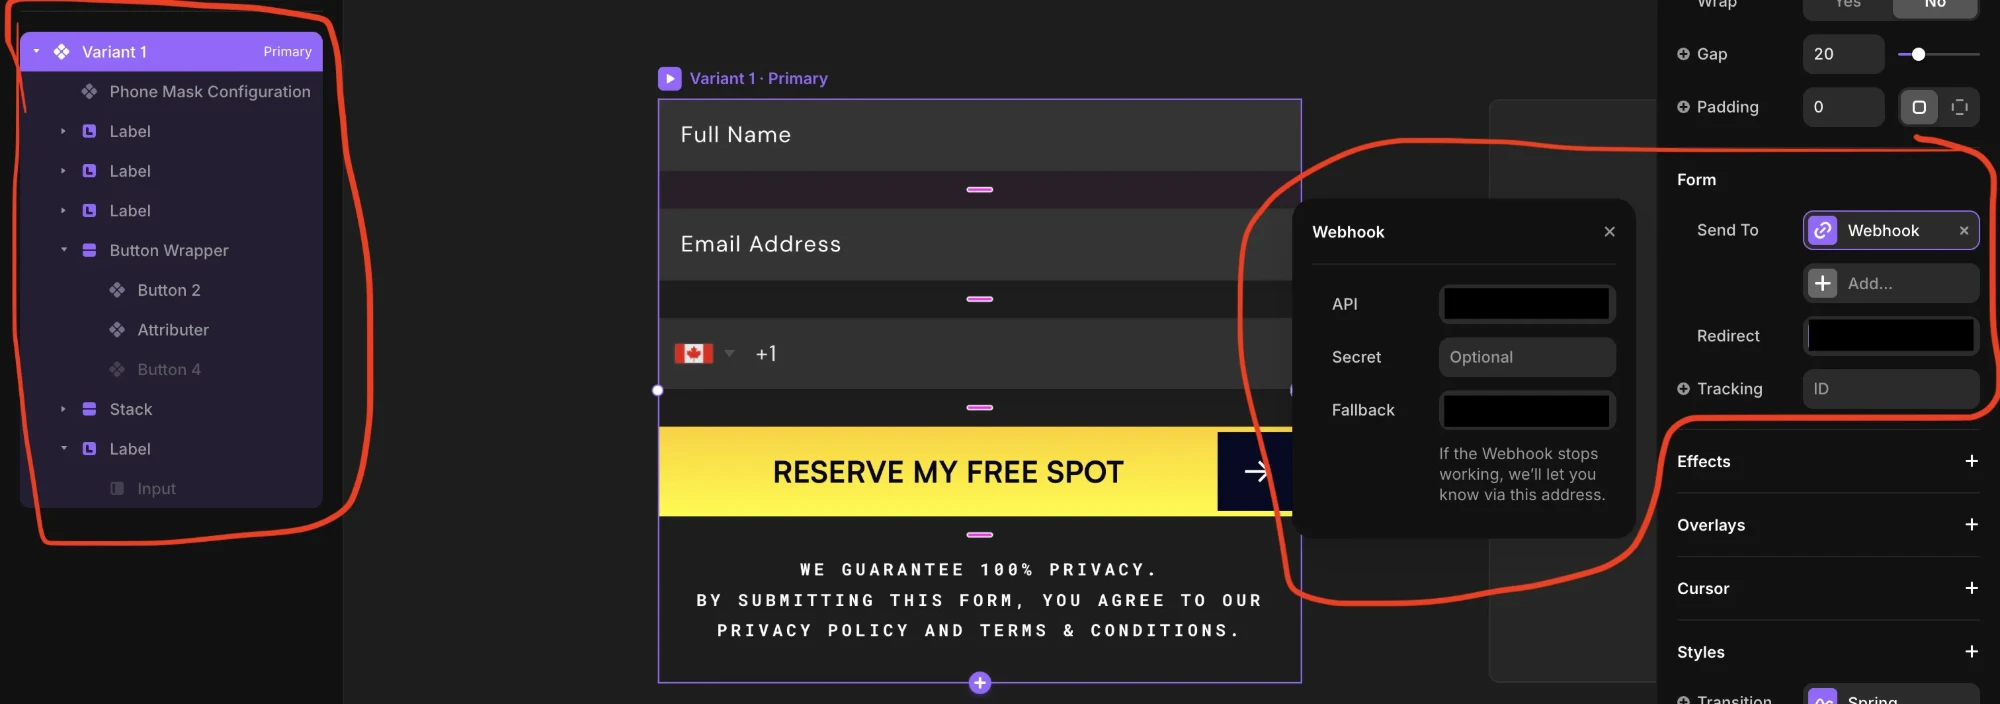 Variant 1
Primary
Phone Mask Configuration
Label
Label
Label
Button Wrapper
Button 2
Attributer
Button 4
Stack
Label
Input
Variant 1 · Primary
Full Name
Email Address
+1
RESERVE MY FREE SPOT
WE GUARANTEE 100% PRIVACY.
BY SUBMITTING THIS FORM, YOU AGREE TO OUR
PRIVACY POLICY AND TERMS & CONDITIONS.
Webhook
API
Secret
Optional
Fallback
If the Webhook stops
working, we'll let you
know via this address.
Wrap
Yes
No
Gap
20
Padding
0
Form
Send To
Webhook
Add...
Redirect
Tracking
ID
Effects
Overlays
Cursor
Styles
Transition
Spring